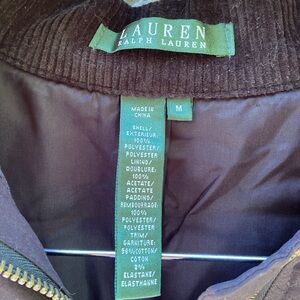 LAUREN
RALPH LAUREN
M
MADE IN
CHINA
SHELL/
EXTERIEUR:
100%
POLYESTER/
POLYESTER
LINING/
DOUBLURE:
100%
ACETATE/
ACETATE
PADDING/
REMBOURRAGE:
100%
POLYESTER/
POLYESTER
TRIM/
GARNITURE:
98%COTTON/
COTON
2%
ELASTANE/
ELASTHANNE